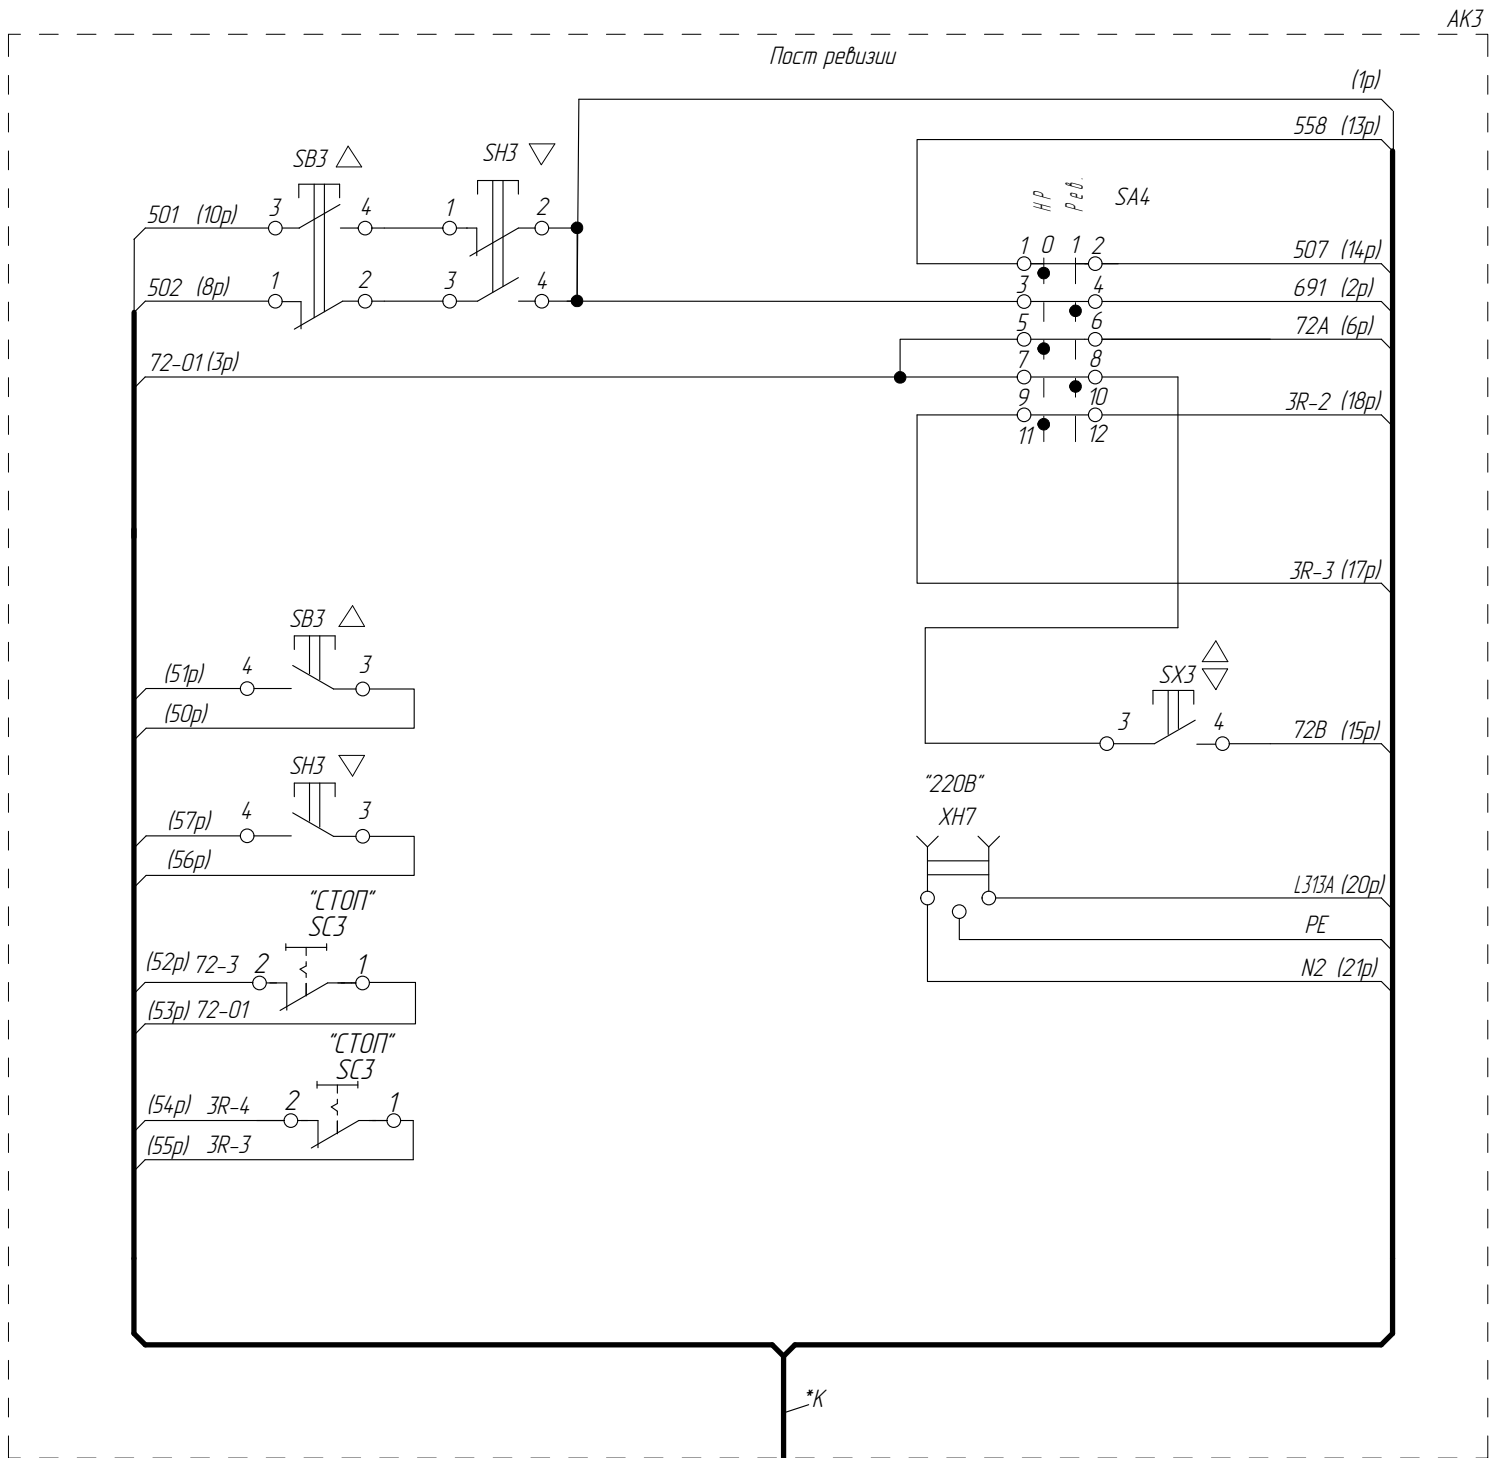 АК3
Пост ревизии
(1р)
558 (13р)
SB3
SH3
НР
Рев.
SA4
501 (10р)
3
4
1
2
1
0
1
2
507 (14р)
502 (8р)
1
2
3
4
3
4
691 (2р)
5
6
72А (6р)
72-01 (3р)
7
8
9
10
3R-2 (18р)
11
12
3R-3 (17р)
SB3
(51р)
4
3
(50р)
SX3
3
4
72В (15р)
SH3
(57р)
4
3
(56р)
"220В"
XH7
L313A (20р)
PE
N2 (21р)
"СТОП"
SC3
(52р) 72-3
2
1
(53р) 72-01
"СТОП"
SC3
(54р) 3R-4
2
1
(55р) 3R-3
*К